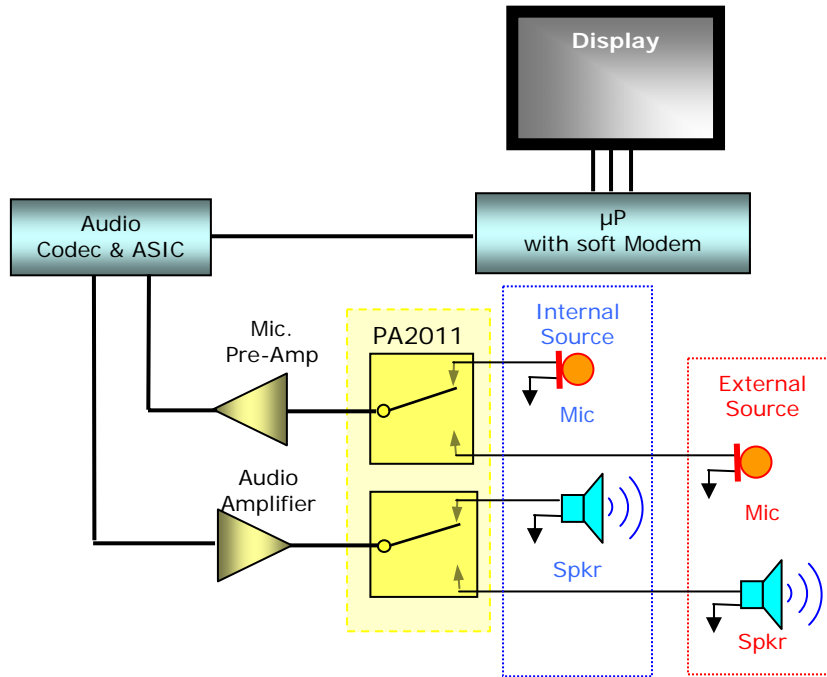 Display
Audio
Codec & ASIC
µP
with soft Modem
Mic.
Pre-Amp
PA2011
Internal
Source
Mic
External
Source
Mic
Audio
Amplifier
Spkr
Spkr